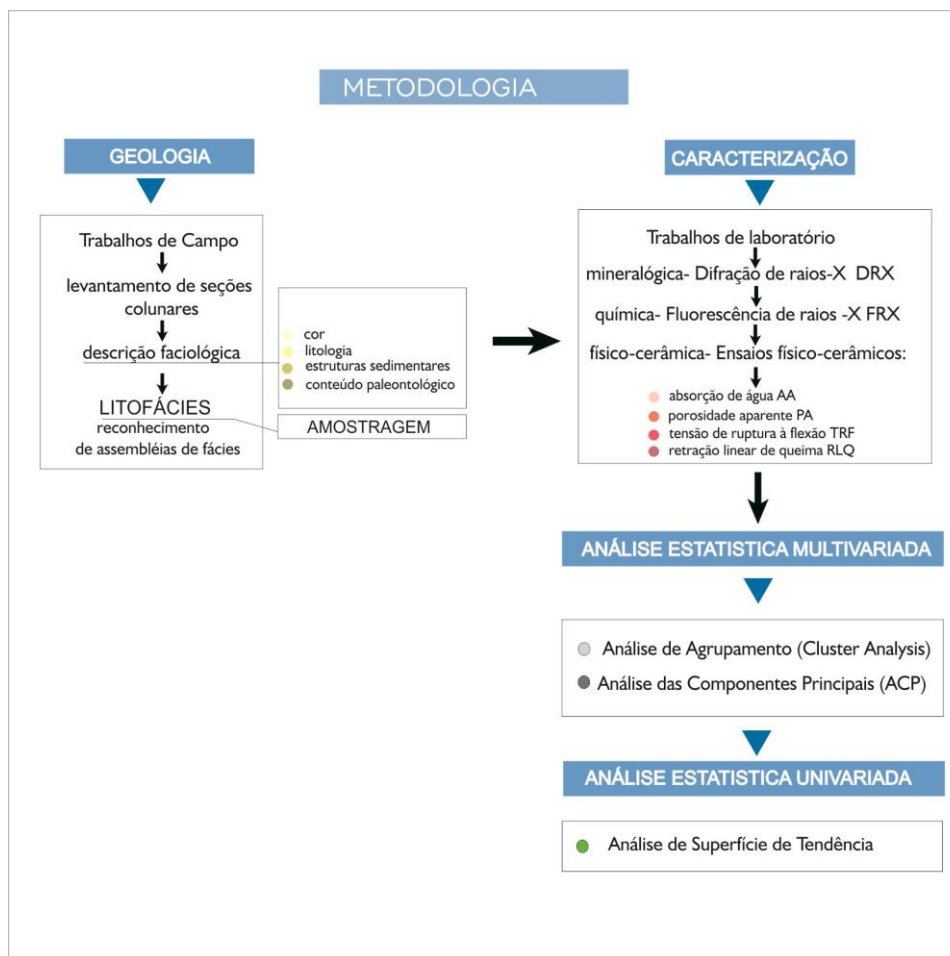 METODOLOGIA
GEOLOGIA
Trabalhos de Campo
levantamento de seções
colunares
descrição faciológica
LITOFÁCIES
reconhecimento
de assembléias de fácies
cor
litologia
estruturas sedimentares
conteúdo paleontológico
AMOSTRAGEM
CARACTERIZAÇÃO
Trabalhos de laboratório
mineralógica- Difração de raios-X DRX
química- Fluorescência de raios -X FRX
físico-cerâmica- Ensaios físico-cerâmicos:
absorção de água AA
porosidade aparente PA
tensão de ruptura à flexão TRF
retração linear de queima RLQ
ANÁLISE ESTATISTICA MULTIVARIADA
Análise de Agrupamento (Cluster Analysis)
Análise das Componentes Principais (ACP)
ANÁLISE ESTATISTICA UNIVARIADA
Análise de Superfície de Tendência